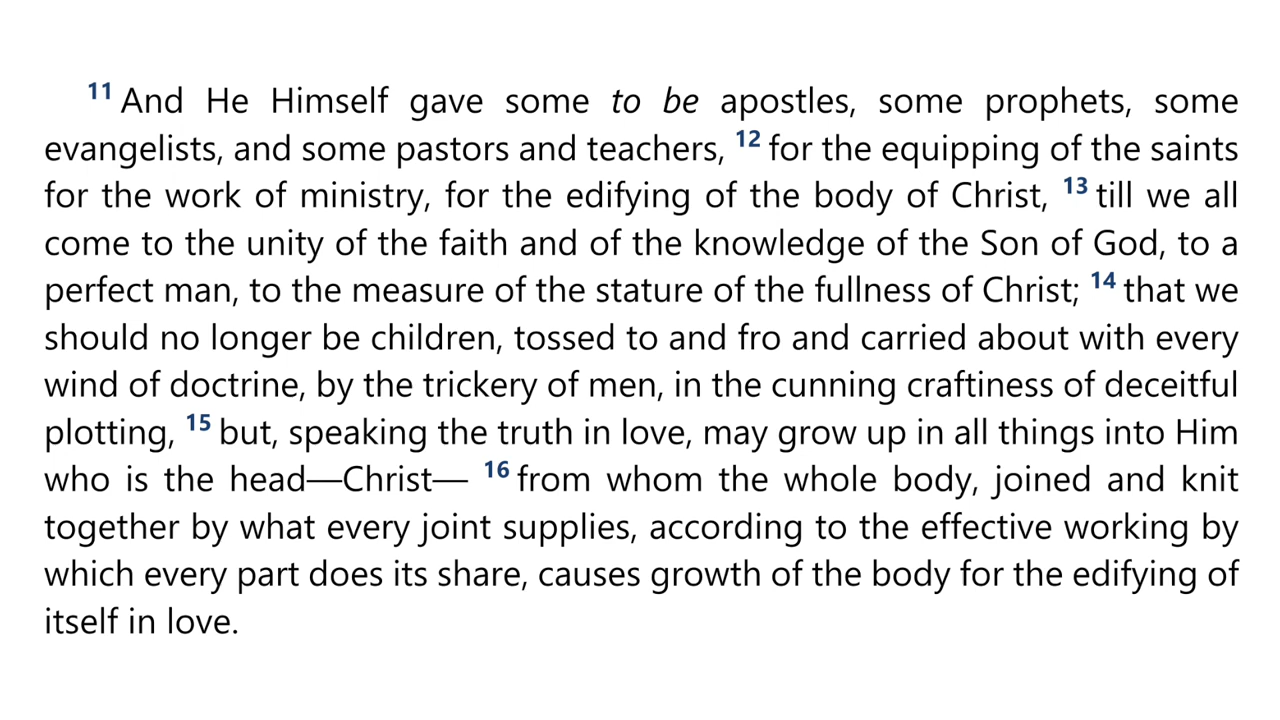 11 And He Himself gave some to be apostles, some prophets, some
evangelists, and some pastors and teachers, 12 for the equipping of the saints
for the work of ministry, for the edifying of the body of Christ, 13 till we all
come to the unity of the faith and of the knowledge of the Son of God, to a
perfect man, to the measure of the stature of the fullness of Christ; 14 that we
should no longer be children, tossed to and fro and carried about with every
wind of doctrine, by the trickery of men, in the cunning craftiness of deceitful
plotting, 15 but, speaking the truth in love, may grow up in all things into Him
who is the head—Christ— 16 from whom the whole body, joined and knit
together by what every joint supplies, according to the effective working by
which every part does its share, causes growth of the body for the edifying of
itself in love.